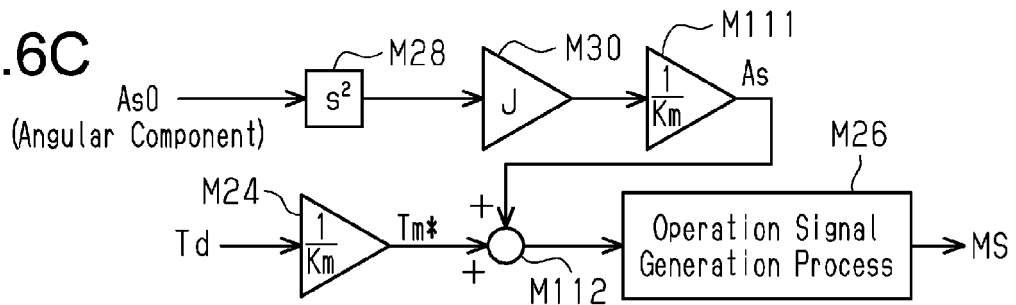 .6C
M28
M30
M111
As0
(Angular Component)
s²
J
1
Km
As
M24
M26
Td
1
Km
Tm*
+
+
M112
Operation Signal
Generation Process
MS